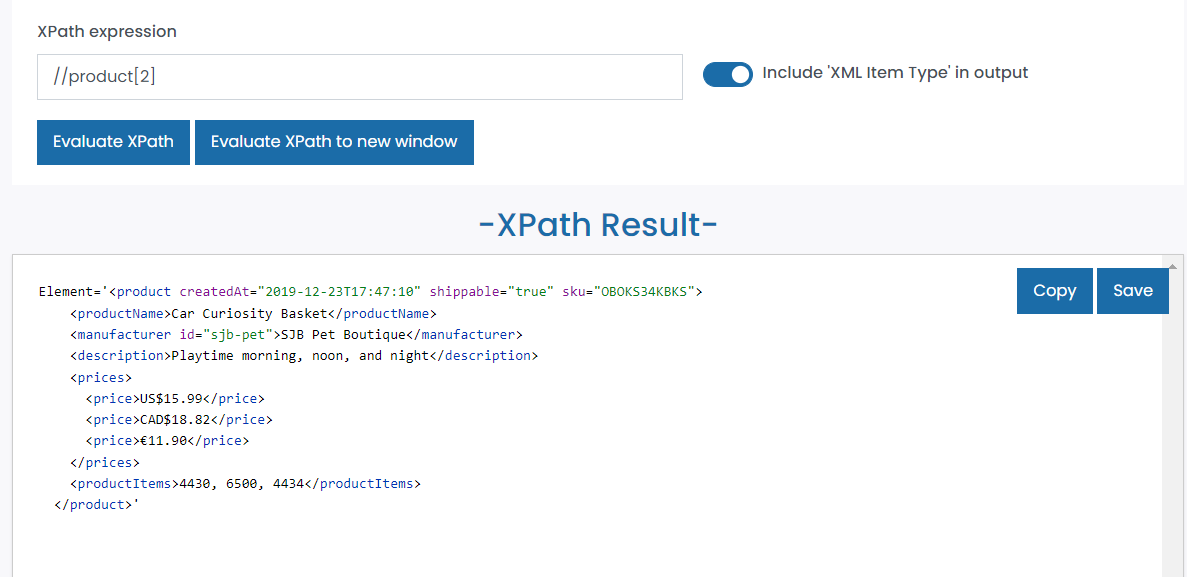 XPath expression
//product[2]
Include 'XML Item Type' in output
Evaluate XPath
Evaluate XPath to new window
-XPath Result-
Copy
Save
Element='<product createdAt="2019-12-23T17:47:10" shippable="true" sku="OBOKS34KBKS">
<productName>Car Curiosity Basket</productName>
<manufacturer id="sjb-pet">SJB Pet Boutique</manufacturer>
<description>Playtime morning, noon, and night</description>
<prices>
<price>US$15.99</price>
<price>CAD$18.82</price>
<price>€11.90</price>
</prices>
<productItems>4430, 6500, 4434</productItems>
</product>'